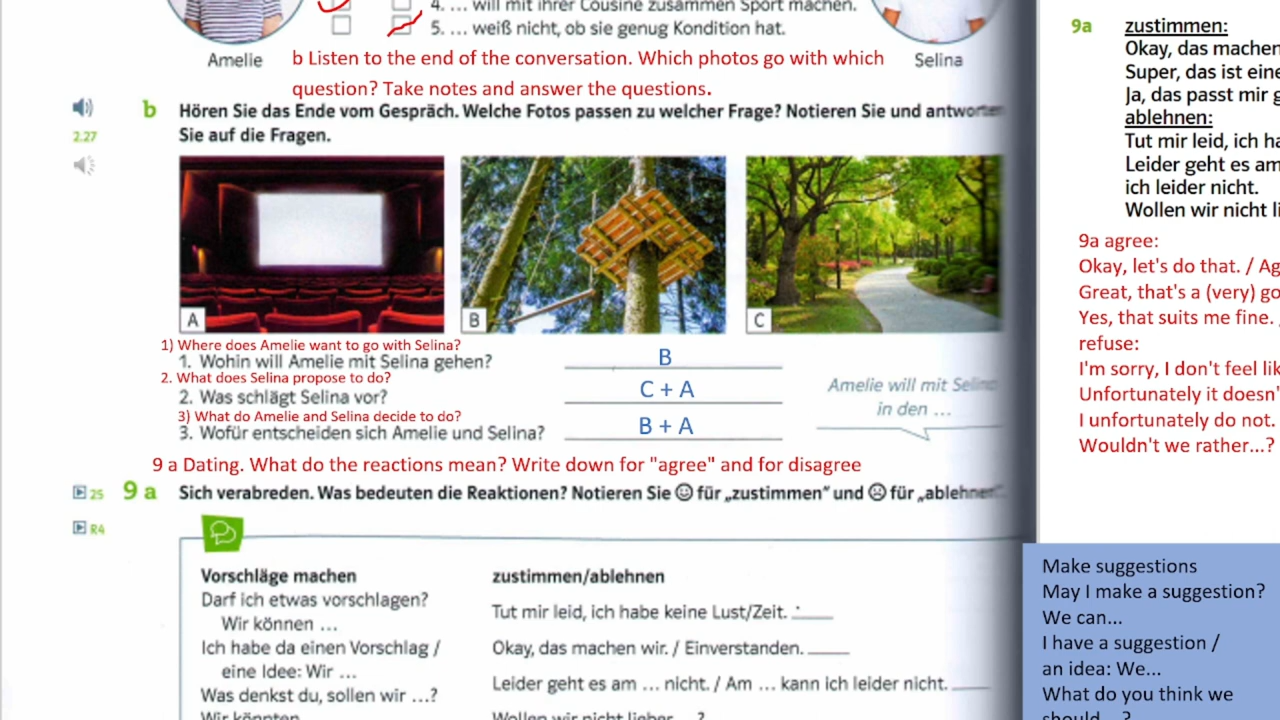 4. ... will mit ihrer Cousine zusammen Sport machen.
5. ... weiß nicht, ob sie genug Kondition hat.
Amelie
Selina
b Listen to the end of the conversation. Which photos go with which
question? Take notes and answer the questions.
2.27
b Hören Sie das Ende vom Gespräch. Welche Fotos passen zu welcher Frage? Notieren Sie und antworten
Sie auf die Fragen.
A
B
C
1) Where does Amelie want to go with Selina?
1. Wohin will Amelie mit Selina gehen?
B
2. What does Selina propose to do?
2. Was schlägt Selina vor?
C + A
3) What do Amelie and Selina decide to do?
3. Wofür entscheiden sich Amelie und Selina?
B + A
Amelie will mit Selina
in den ...
9 a Dating. What do the reactions mean? Write down for "agree" and for disagree
25
9 a Sich verabreden. Was bedeuten die Reaktionen? Notieren Sie ☺ für „zustimmen" und ☹ für „ablehnen".
R4
Vorschläge machen
Darf ich etwas vorschlagen?
Wir können ...
Ich habe da einen Vorschlag /
eine Idee: Wir ...
Was denkst du, sollen wir ...?
Wir könnten
zustimmen/ablehnen
Tut mir leid, ich habe keine Lust/Zeit.
Okay, das machen wir. / Einverstanden.
Leider geht es am ... nicht. / Am ... kann ich leider nicht.
Wollen wir nicht lieber ...?
9a zustimmen:
Okay, das machen
Super, das ist eine
Ja, das passt mir g
ablehnen:
Tut mir leid, ich ha
Leider geht es am
ich leider nicht.
Wollen wir nicht li
9a agree:
Okay, let's do that. / Ag
Great, that's a (very) go
Yes, that suits me fine.
refuse:
I'm sorry, I don't feel lik
Unfortunately it doesn'
I unfortunately do not.
Wouldn't we rather...?
Make suggestions
May I make a suggestion?
We can...
I have a suggestion /
an idea: We...
What do you think we
should ...?